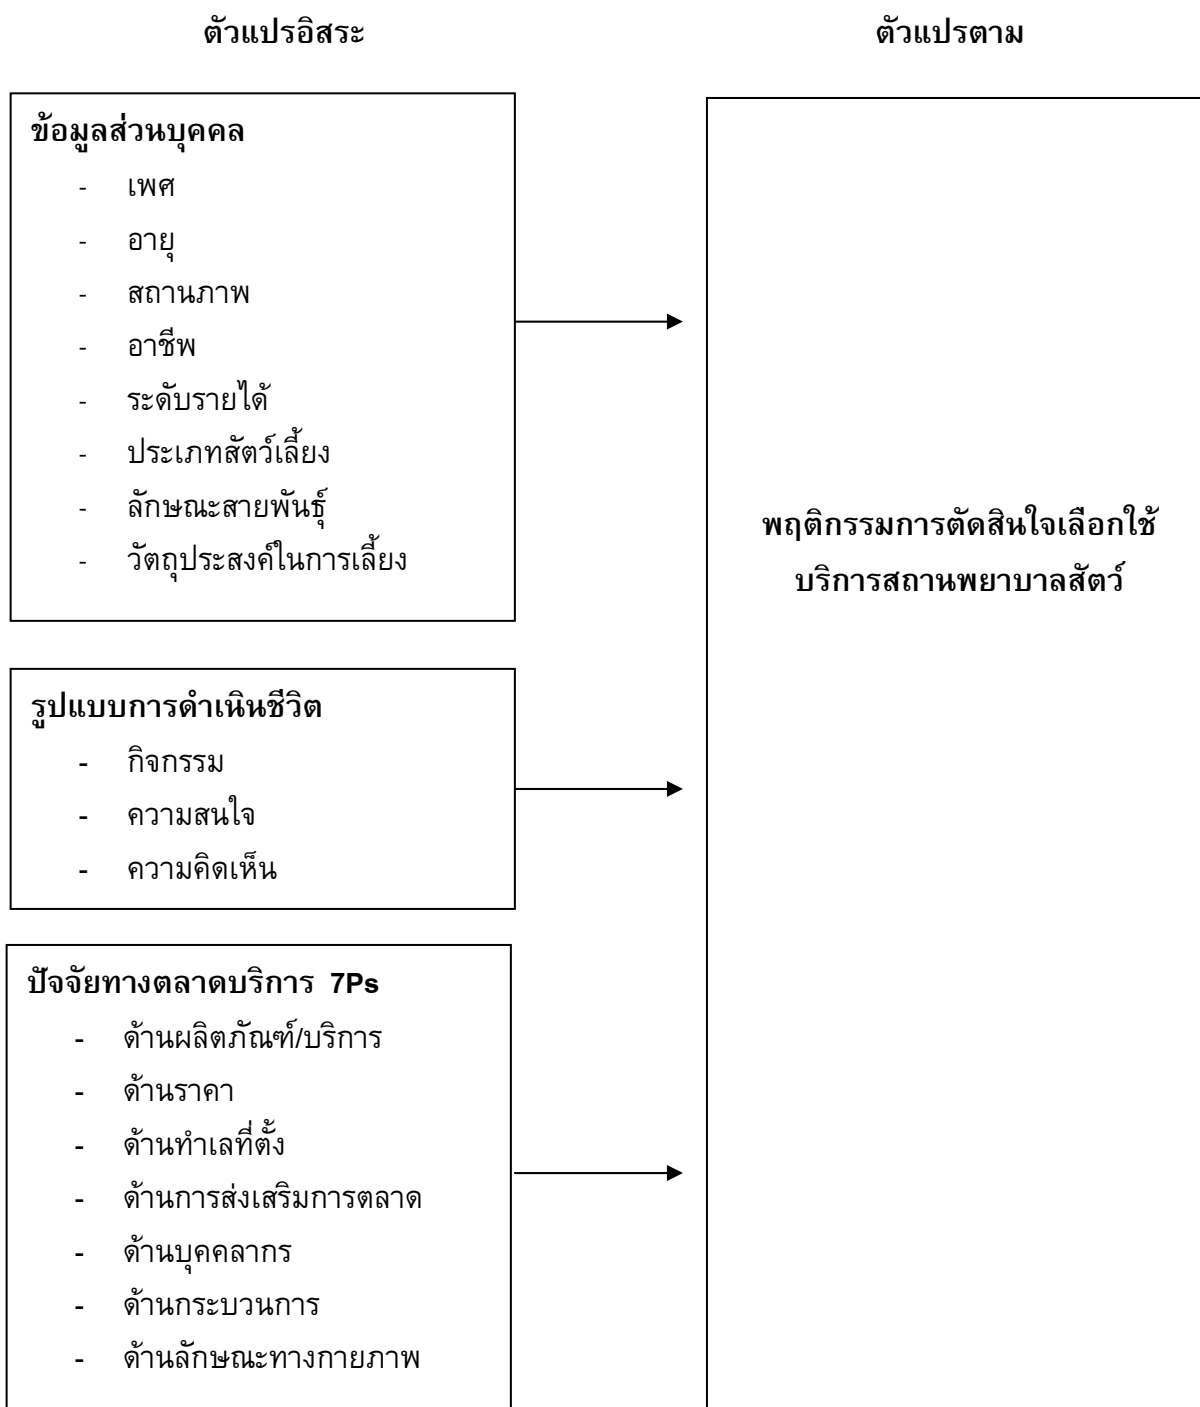 ตัวแปรอิสระ
ตัวแปรตาม
ข้อมูลส่วนบุคคล
- เพศ
- อายุ
- สถานภาพ
- อาชีพ
- ระดับรายได้
- ประเภทสัตว์เลี้ยง
- ลักษณะสายพันธุ์
- วัตถุประสงค์ในการเลี้ยง
รูปแบบการดำเนินชีวิต
- กิจกรรม
- ความสนใจ
- ความคิดเห็น
ปัจจัยทางตลาดบริการ 7Ps
- ด้านผลิตภัณฑ์/บริการ
- ด้านราคา
- ด้านทำเลที่ตั้ง
- ด้านการส่งเสริมการตลาด
- ด้านบุคคลากร
- ด้านกระบวนการ
- ด้านลักษณะทางกายภาพ
พฤติกรรมการตัดสินใจเลือกใช้
บริการสถานพยาบาลสัตว์